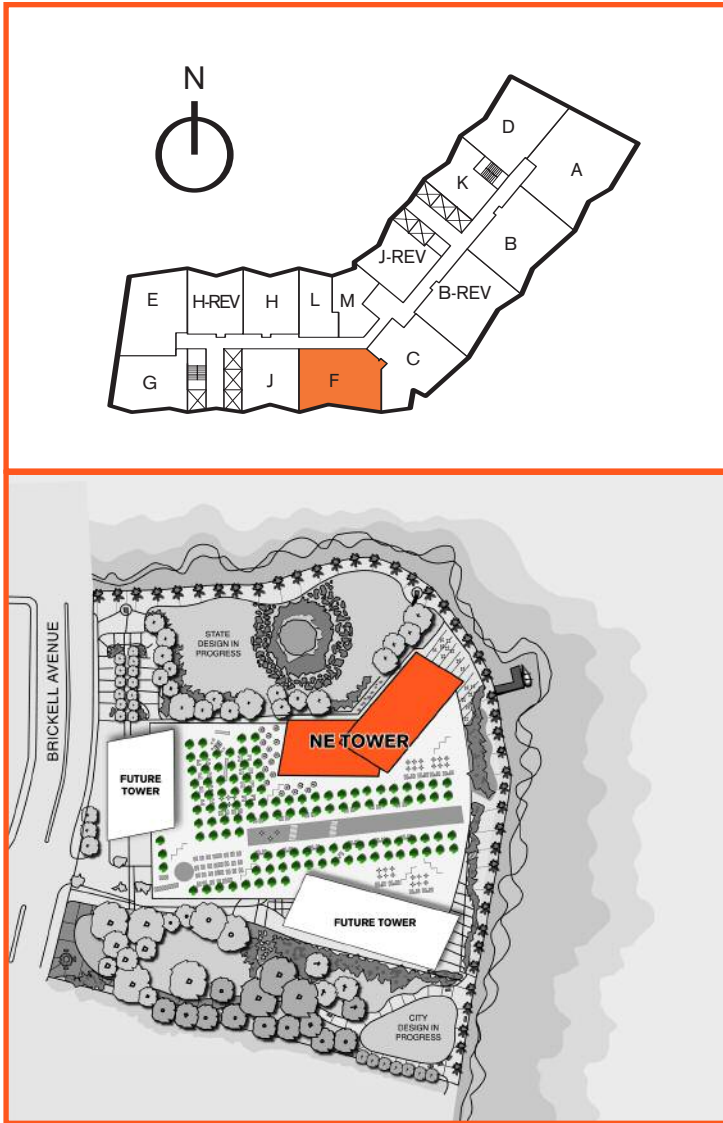 N
D
A
K
B
J-REV
B-REV
E
H-REV
H
L
M
C
G
J
F
BRICKELL AVENUE
STATE
DESIGN IN
PROGRESS
NE TOWER
FUTURE
TOWER
FUTURE TOWER
CITY
DESIGN IN
PROGRESS